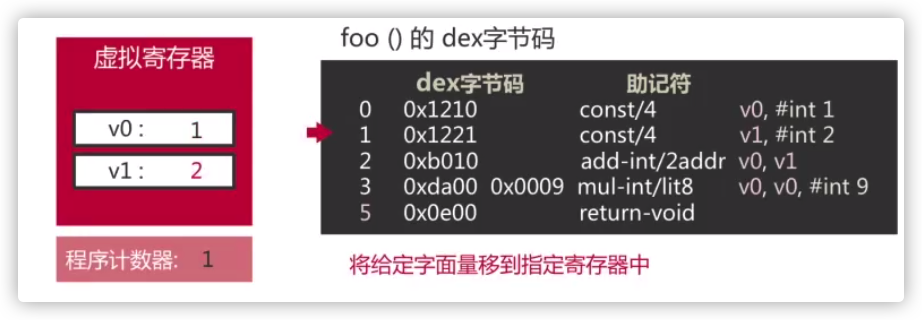 foo () 的 dex字节码
虚拟寄存器
v0 : 1
v1 : 2
程序计数器: 1
dex字节码 助记符
0 0x1210 const/4 v0, #int 1
1 0x1221 const/4 v1, #int 2
2 0xb010 add-int/2addr v0, v1
3 0xda00 0x0009 mul-int/lit8 v0, v0, #int 9
5 0x0e00 return-void
将给定字面量移到指定寄存器中